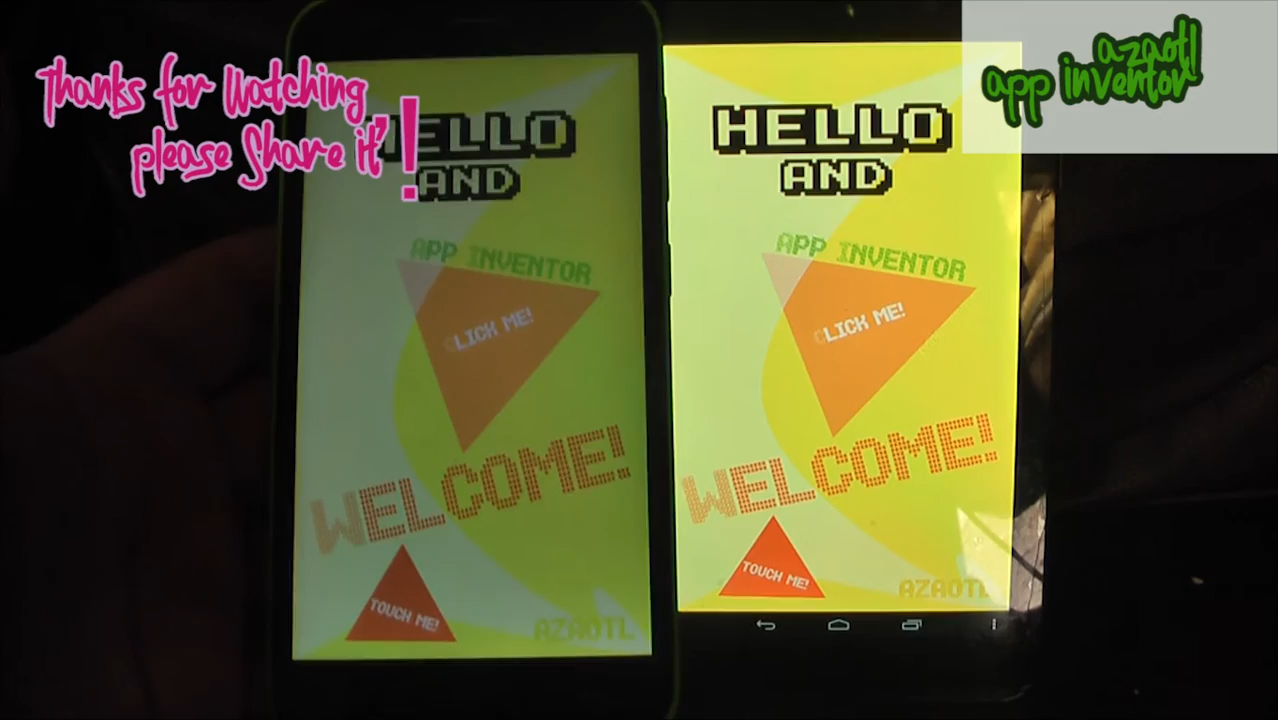 Thanks for Watching
please Share it'!
azaotl
app inventor
HELLO
AND
APP INVENTOR
CLICK ME!
WELCOME!
TOUCH ME!
AZAOTL
HELLO
AND
APP INVENTOR
CLICK ME!
WELCOME!
TOUCH ME!
AZAOTL